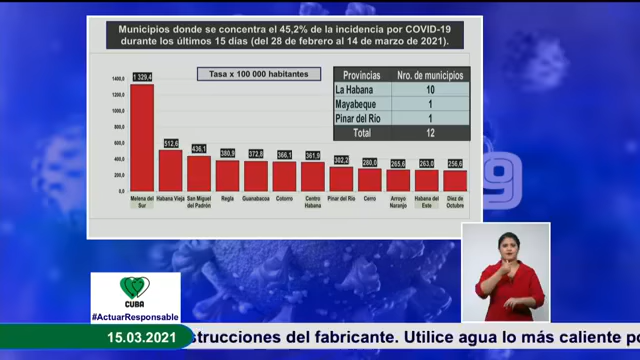 Municipios donde se concentra el 45,2% de la incidencia por COVID-19
durante los últimos 15 días (del 28 de febrero al 14 de marzo de 2021).
Tasa x 100 000 habitantes
Provincias Nro. de municipios
La Habana 10
Mayabeque 1
Pinar del Río 1
Total 12
1400,0
1200,0
1000,0
800,0
600,0
400,0
200,0
0,0
1 329,4 512,6 436,1 380,9 372,8 366,1 361,9 302,2 280,0 265,6 263,0 256,6
Melena del Sur
Habana Vieja
San Miguel del Padrón
Regla
Guanabacoa
Cotorro
Centro Habana
Pinar del Río
Cerro
Arroyo Naranjo
Habana del Este
Diez de Octubre
9
CUBA
#ActuarResponsable
15.03.2021 strucciones del fabricante. Utilice agua lo más caliente p